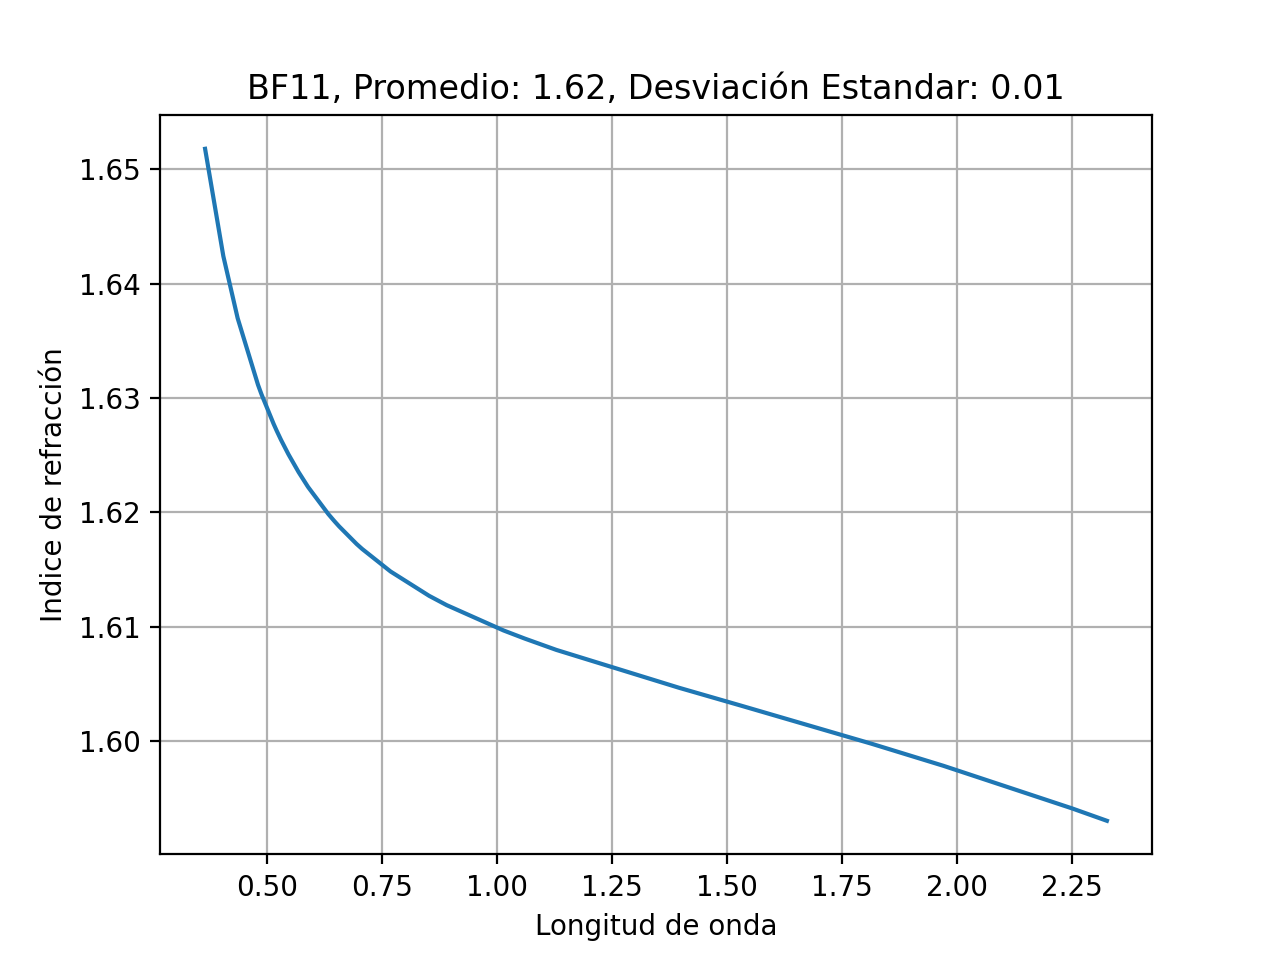 BF11, Promedio: 1.62, Desviación Estandar: 0.01
1.65
1.64
1.63
1.62
1.61
1.60
Indice de refracción
0.50 0.75 1.00 1.25 1.50 1.75 2.00 2.25
Longitud de onda